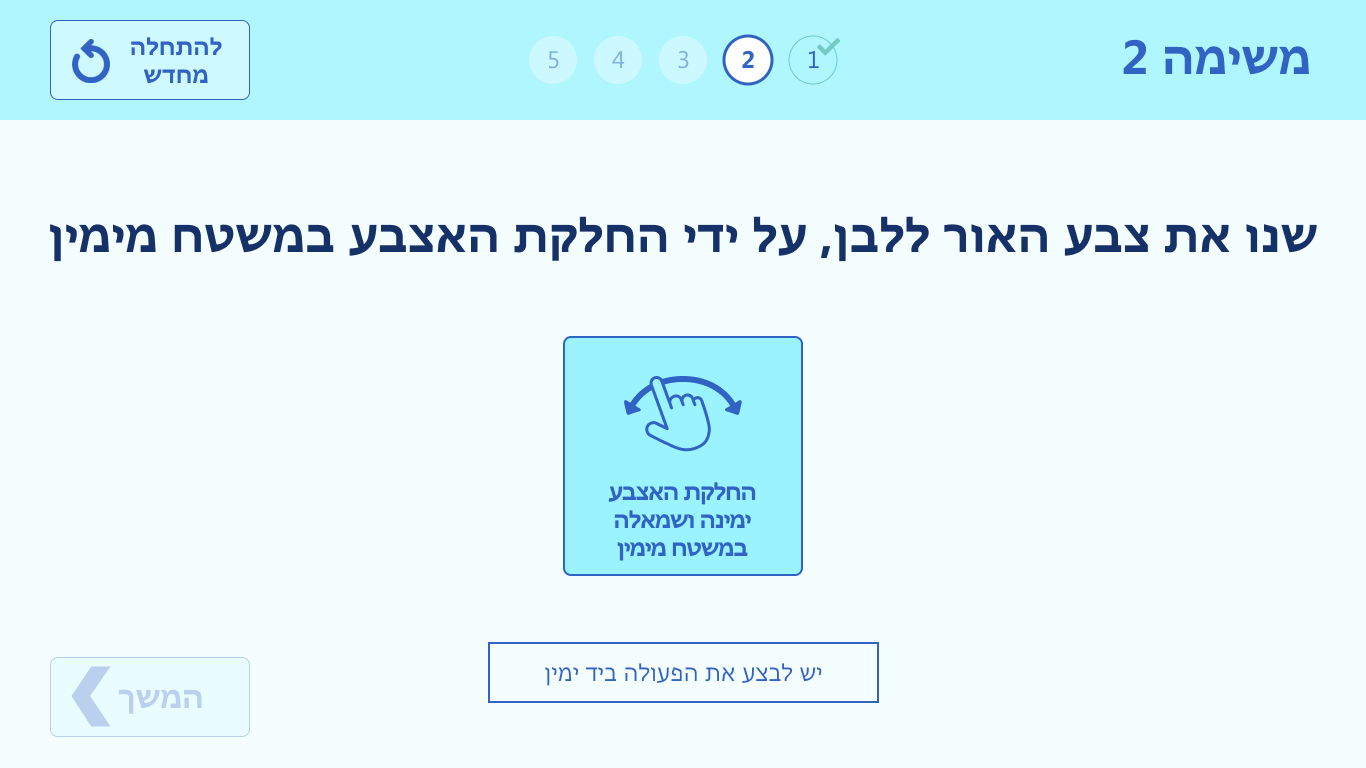 משימה 2
1
2
3
4
5
להתחלה
מחדש
שנו את צבע האור ללבן, על ידי החלקת האצבע במשטח מימין
החלקת האצבע
ימינה ושמאלה
במשטח מימין
יש לבצע את הפעולה ביד ימין
המשך